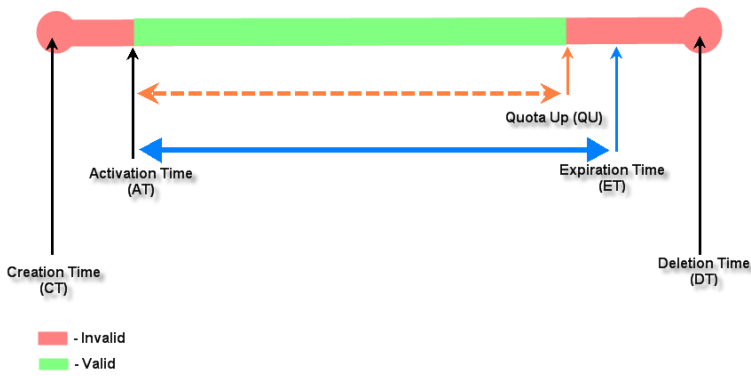 Quota Up (QU)
Activation Time
(AT)
Expiration Time
(ET)
Creation Time
(CT)
Deletion Time
(DT)
- Invalid
- Valid